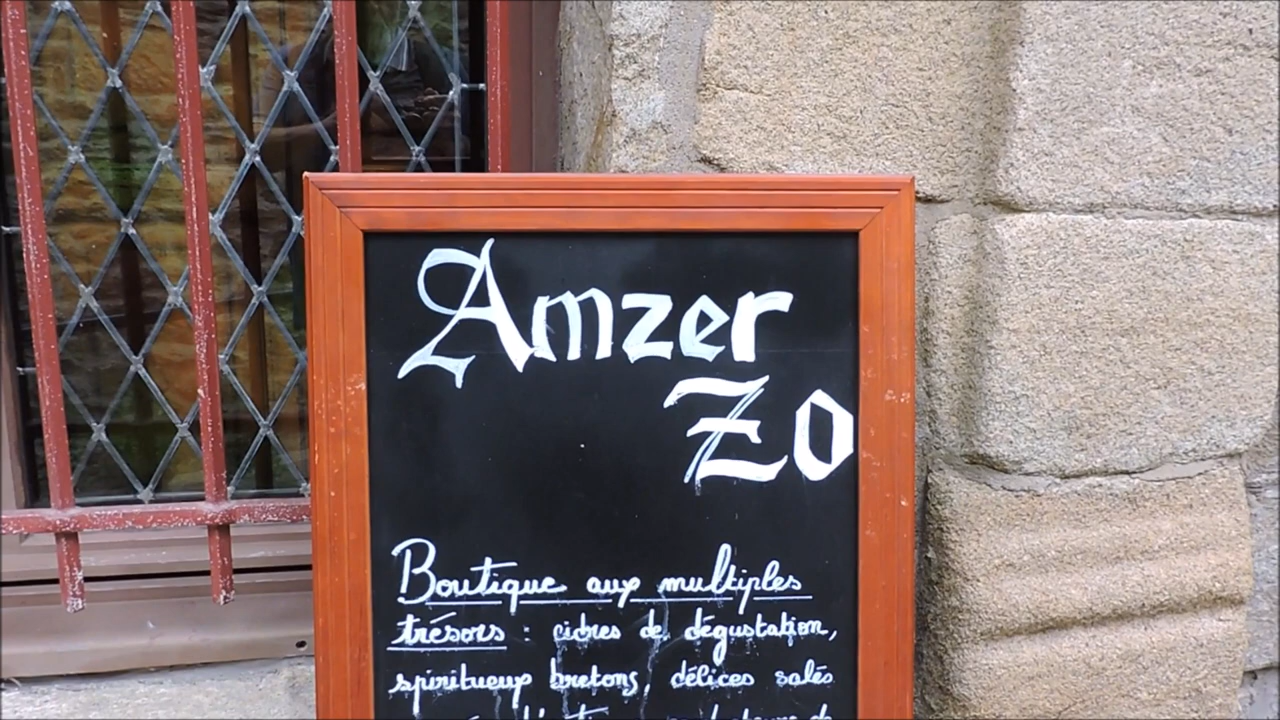 Amzer
Zo
Boutique aux multiples
trésors : cidres de dégustation,
spiritueux bretons, délices salés